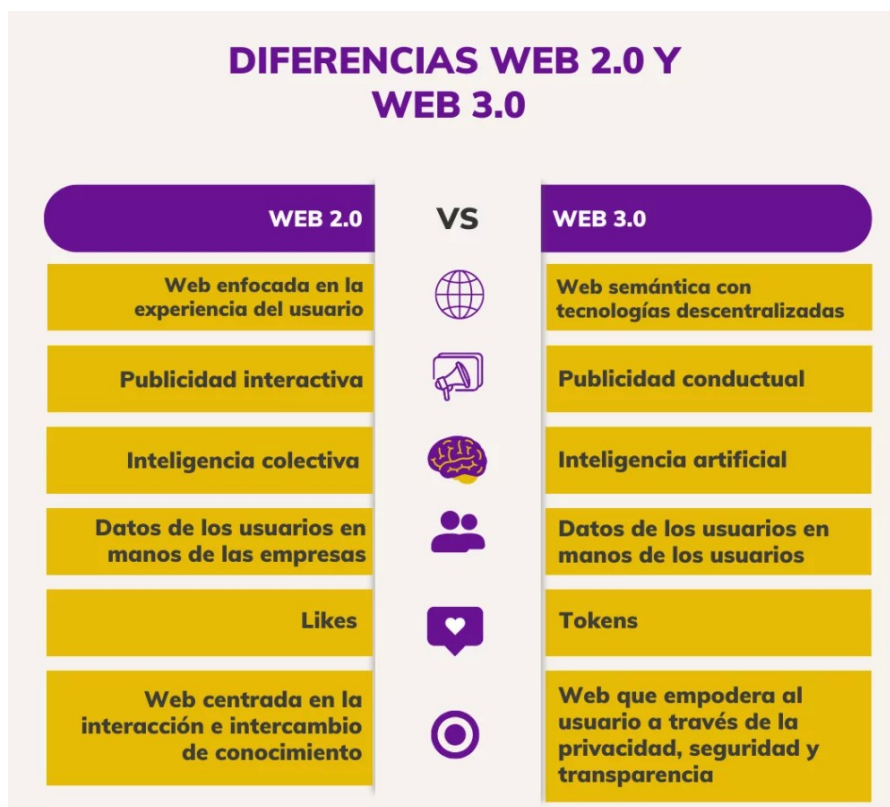 DIFERENCIAS WEB 2.0 Y
WEB 3.0
WEB 2.0
VS
WEB 3.0
Web enfocada en la
experiencia del usuario
Web semántica con
tecnologías descentralizadas
Publicidad interactiva
Publicidad conductual
Inteligencia colectiva
Inteligencia artificial
Datos de los usuarios en
manos de las empresas
Datos de los usuarios en
manos de los usuarios
Likes
Tokens
Web centrada en la
interacción e intercambio
de conocimiento
Web que empodera al
usuario a través de la
privacidad, seguridad y
transparencia